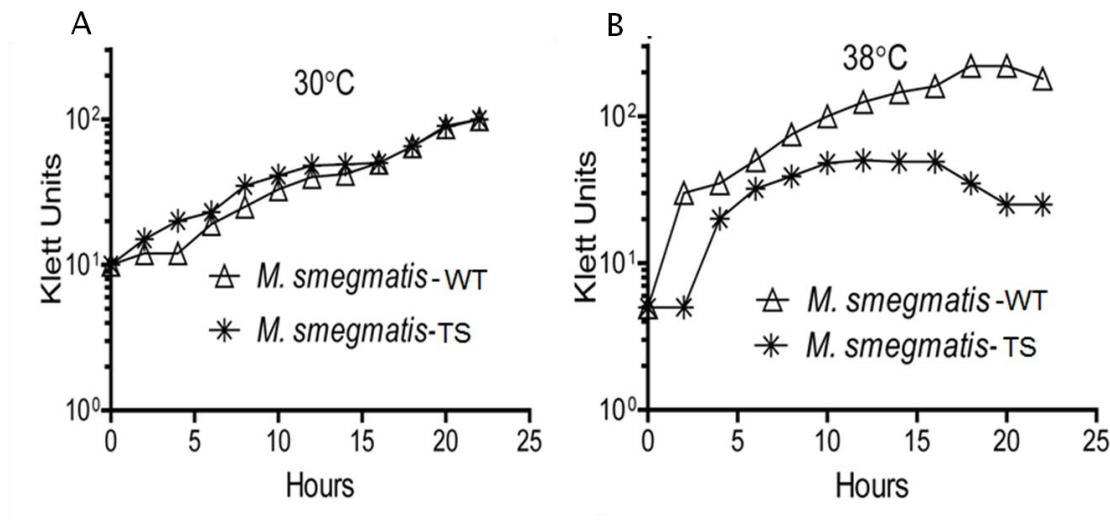 A
30°C
10²
10¹
10⁰
Klett Units
M. smegmatis-WT
M. smegmatis-TS
0 5 10 15 20 25
Hours
B
38°C
10²
10¹
10⁰
Klett Units
M. smegmatis-WT
M. smegmatis-TS
0 5 10 15 20 25
Hours